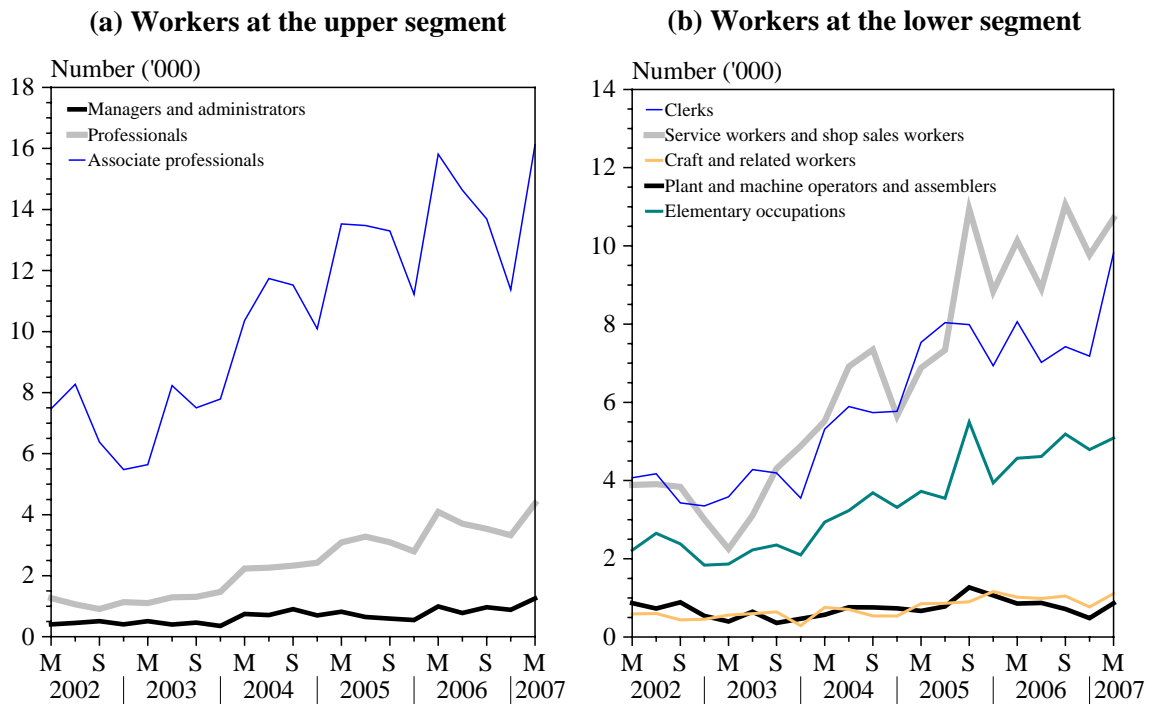 (a) Workers at the upper segment
Number ('000)
18
16
14
12
10
8
6
4
2
0
Managers and administrators
Professionals
Associate professionals
M S M S M S M S M S M
2002 2003 2004 2005 2006 2007
(b) Workers at the lower segment
Number ('000)
14
12
10
8
6
4
2
0
Clerks
Service workers and shop sales workers
Craft and related workers
Plant and machine operators and assemblers
Elementary occupations
M S M S M S M S M S M
2002 2003 2004 2005 2006 2007